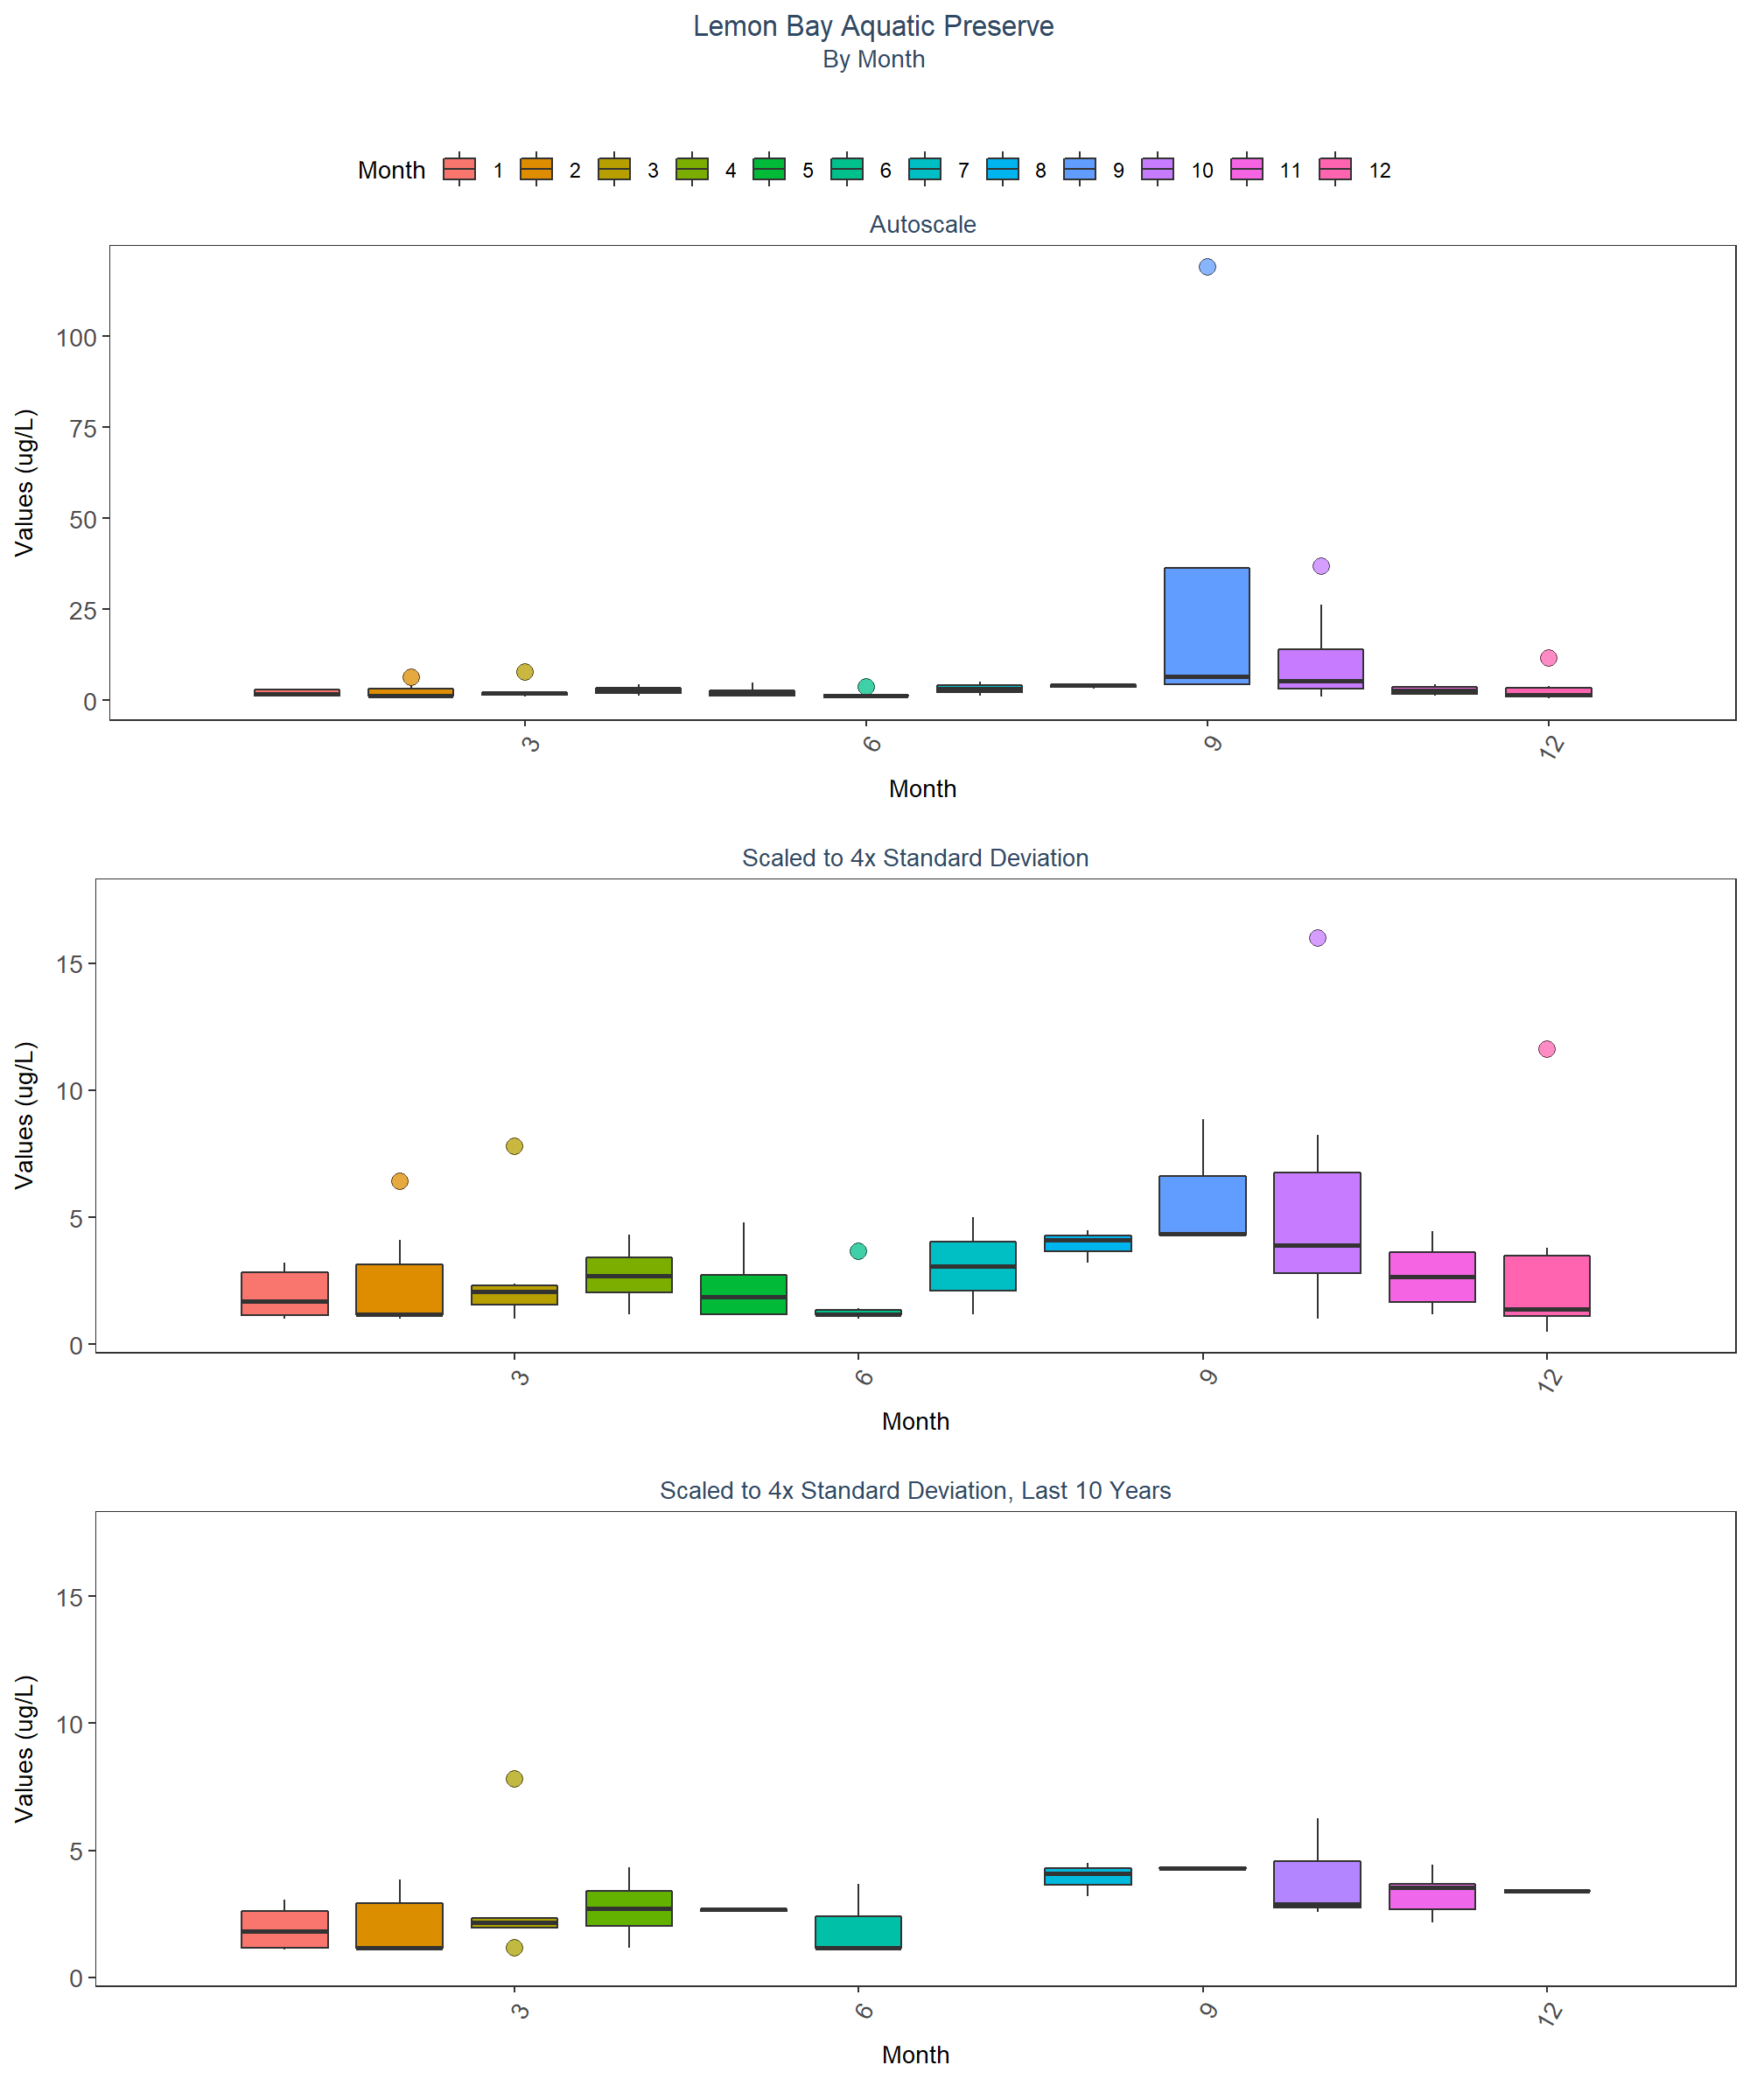 Lemon Bay Aquatic Preserve
By Month
Month 1 2 3 4 5 6 7 8 9 10 11 12
Autoscale
Values (ug/L)
100
75
50
25
0
3 6 9 12
Month
Scaled to 4x Standard Deviation
Values (ug/L)
15
10
5
0
3 6 9 12
Month
Scaled to 4x Standard Deviation, Last 10 Years
Values (ug/L)
15
10
5
0
3 6 9 12
Month